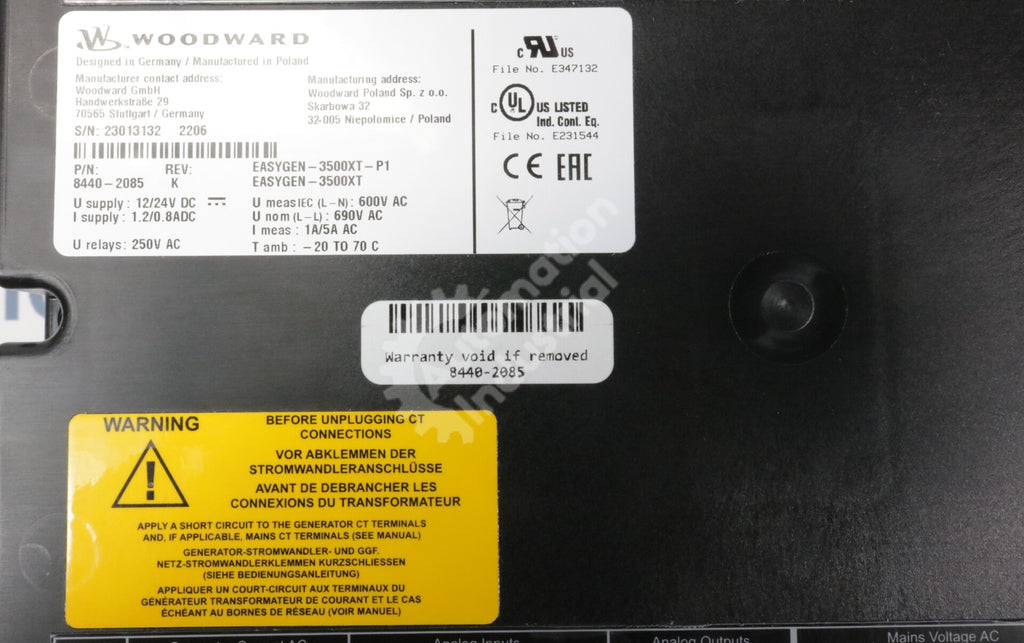 WOODWARD
Designed in Germany / Manufactured in Poland
Manufacturer contact address:
Woodward GmbH
Handwerkstraße 29
70565 Stuttgart / Germany
Manufacturing address:
Woodward Poland Sp. z o.o.
Skarbowa 32
32-005 Niepolomice / Poland
S/N: 23013132 2206
P/N: REV: EASYGEN-3500XT-P1
8440-2085 K EASYGEN-3500XT
U supply : 12/24V DC
I supply : 1.2/0.8ADC
U relays: 250V AC
U measIEC (L-N): 600V AC
U nom (L-L) : 690V AC
I meas : 1A/5A AC
T amb : -20 TO 70 C
c RU US
File No. E347132
C UL US LISTED
Ind. Cont. Eq.
File No. E231544
CE EAC
Automation
Industrial
Warranty void if removed
8440-2085
WARNING
BEFORE UNPLUGGING CT
CONNECTIONS
VOR ABKLEMMEN DER
STROMWANDLERANSCHLÜSSE
AVANT DE DEBRANCHER LES
CONNEXIONS DU TRANSFORMATEUR
APPLY A SHORT CIRCUIT TO THE GENERATOR CT TERMINALS
AND, IF APPLICABLE, MAINS CT TERMINALS (SEE MANUAL)
GENERATOR-STROMWANDLER- UND GGF.
NETZ-STROMWANDLERKLEMMEN KURZSCHLIESSEN
(SIEHE BEDIENUNGSANLEITUNG)
APPLIQUER UN COURT-CIRCUIT AUX TERMINAUX DU
GÉNÉRATEUR TRANSFORMATEUR DE COURANT ET LE CAS
ÉCHÉANT AU BORNES DE RÉSEAU (VOIR MANUEL)
Current AC Analog Inputs Analog Outputs Mains Voltage AC